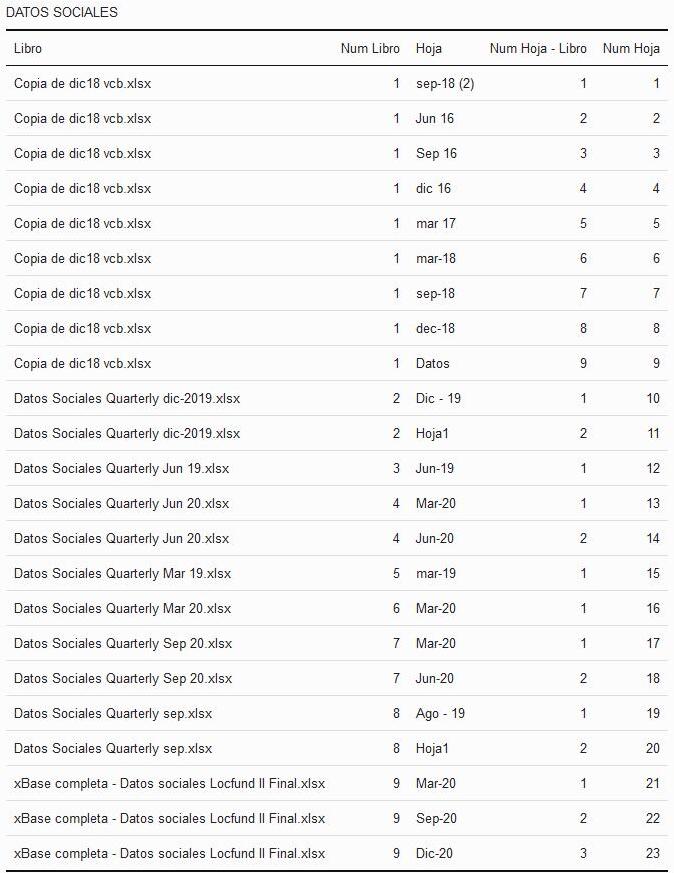 DATOS SOCIALES
Libro Num Libro Hoja Num Hoja - Libro Num Hoja
Copia de dic18 vcb.xlsx 1 sep-18 (2) 1 1
Copia de dic18 vcb.xlsx 1 Jun 16 2 2
Copia de dic18 vcb.xlsx 1 Sep 16 3 3
Copia de dic18 vcb.xlsx 1 dic 16 4 4
Copia de dic18 vcb.xlsx 1 mar 17 5 5
Copia de dic18 vcb.xlsx 1 mar-18 6 6
Copia de dic18 vcb.xlsx 1 sep-18 7 7
Copia de dic18 vcb.xlsx 1 dec-18 8 8
Copia de dic18 vcb.xlsx 1 Datos 9 9
Datos Sociales Quarterly dic-2019.xlsx 2 Dic - 19 1 10
Datos Sociales Quarterly dic-2019.xlsx 2 Hoja1 2 11
Datos Sociales Quarterly Jun 19.xlsx 3 Jun-19 1 12
Datos Sociales Quarterly Jun 20.xlsx 4 Mar-20 1 13
Datos Sociales Quarterly Jun 20.xlsx 4 Jun-20 2 14
Datos Sociales Quarterly Mar 19.xlsx 5 mar-19 1 15
Datos Sociales Quarterly Mar 20.xlsx 6 Mar-20 1 16
Datos Sociales Quarterly Sep 20.xlsx 7 Mar-20 1 17
Datos Sociales Quarterly Sep 20.xlsx 7 Jun-20 2 18
Datos Sociales Quarterly sep.xlsx 8 Ago - 19 1 19
Datos Sociales Quarterly sep.xlsx 8 Hoja1 2 20
xBase completa - Datos sociales Locfund II Final.xlsx 9 Mar-20 1 21
xBase completa - Datos sociales Locfund II Final.xlsx 9 Sep-20 2 22
xBase completa - Datos sociales Locfund II Final.xlsx 9 Dic-20 3 23